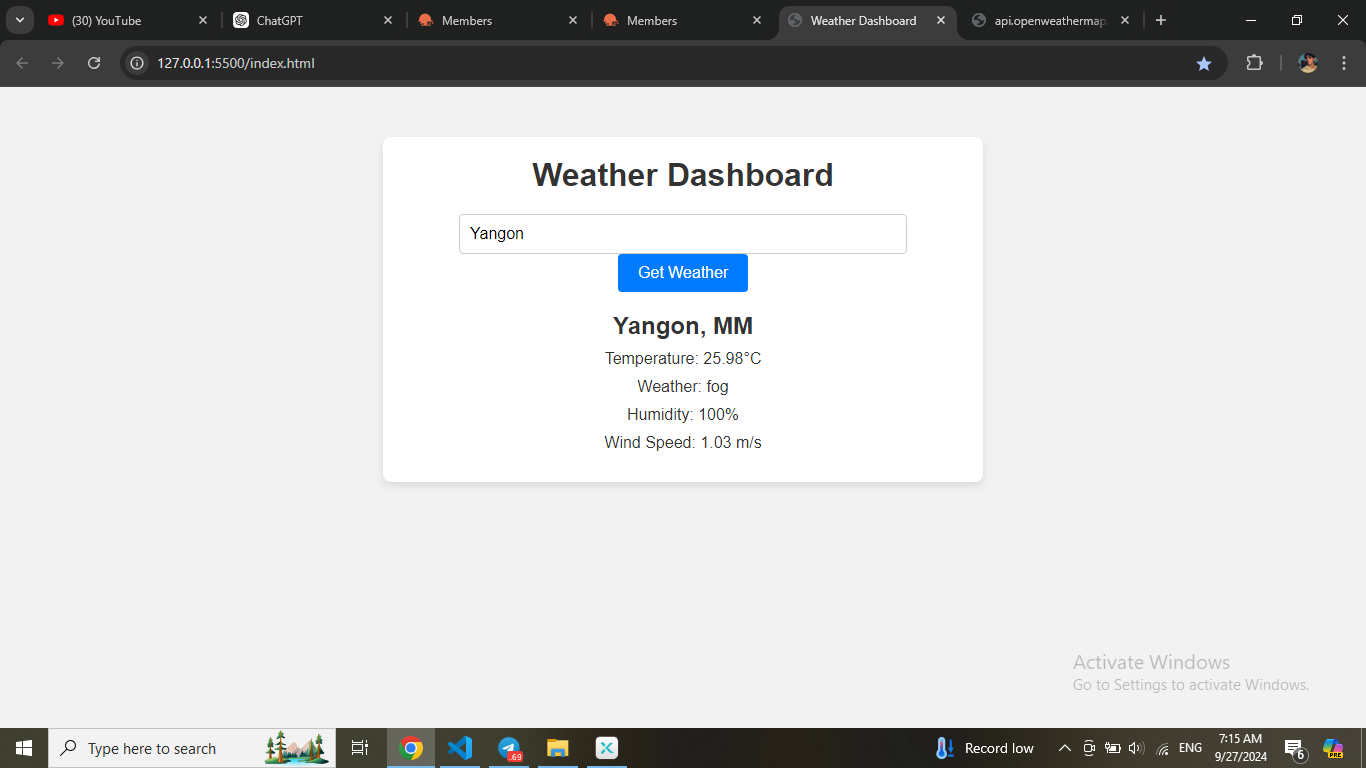 (30) YouTube
ChatGPT
Members
Members
Weather Dashboard
api.openweathermap
127.0.0.1:5500/index.html
Weather Dashboard
Yangon
Get Weather
Yangon, MM
Temperature: 25.98°C
Weather: fog
Humidity: 100%
Wind Speed: 1.03 m/s
Activate Windows
Go to Settings to activate Windows.
Type here to search
.69
Record low
ENG
7:15 AM
9/27/2024
6
PRE